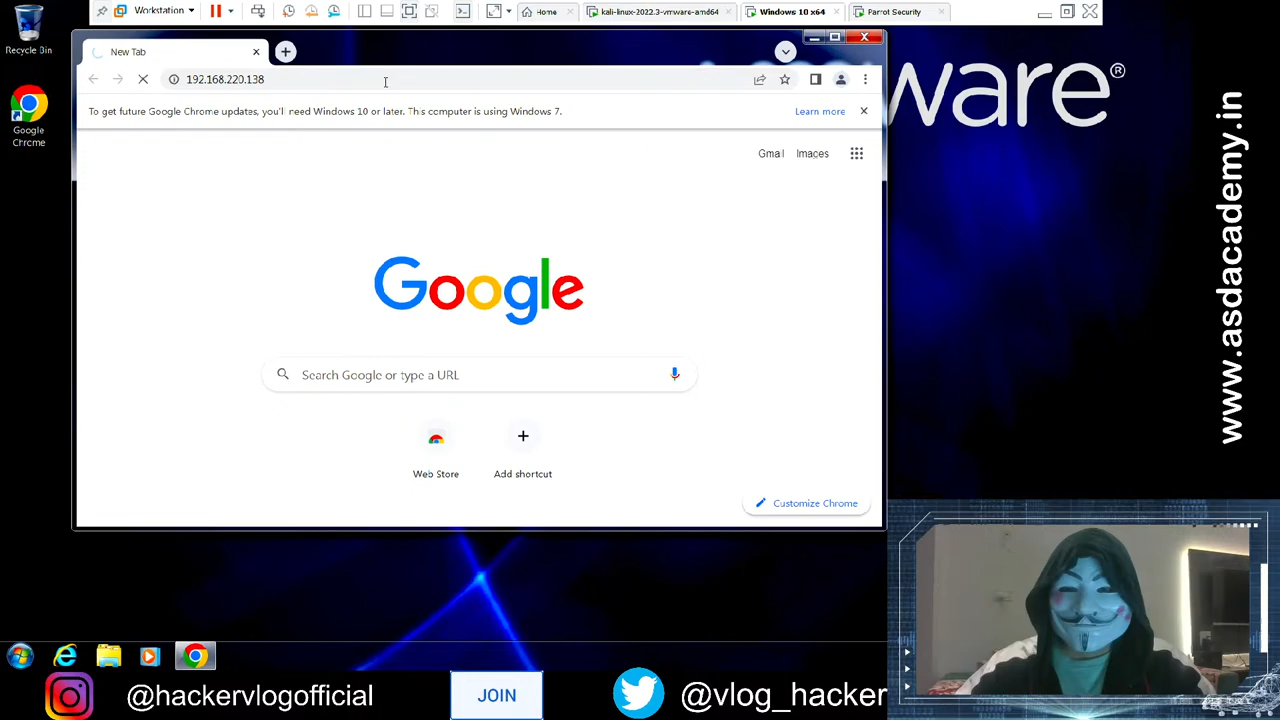 Workstation
Home
kali-linux-2022.3-vmware-amd64
Windows 10 x64
Parrot Security
Recycle Bin
Google
Chrome
New Tab
192.168.220.138
To get future Google Chrome updates, you'll need Windows 10 or later. This computer is using Windows 7.
Learn more
Gmail
Images
Google
Search Google or type a URL
Web Store
Add shortcut
Customize Chrome
ware®
www.asdacademy.in
@hackervlogofficial
JOIN
@vlog_hacker